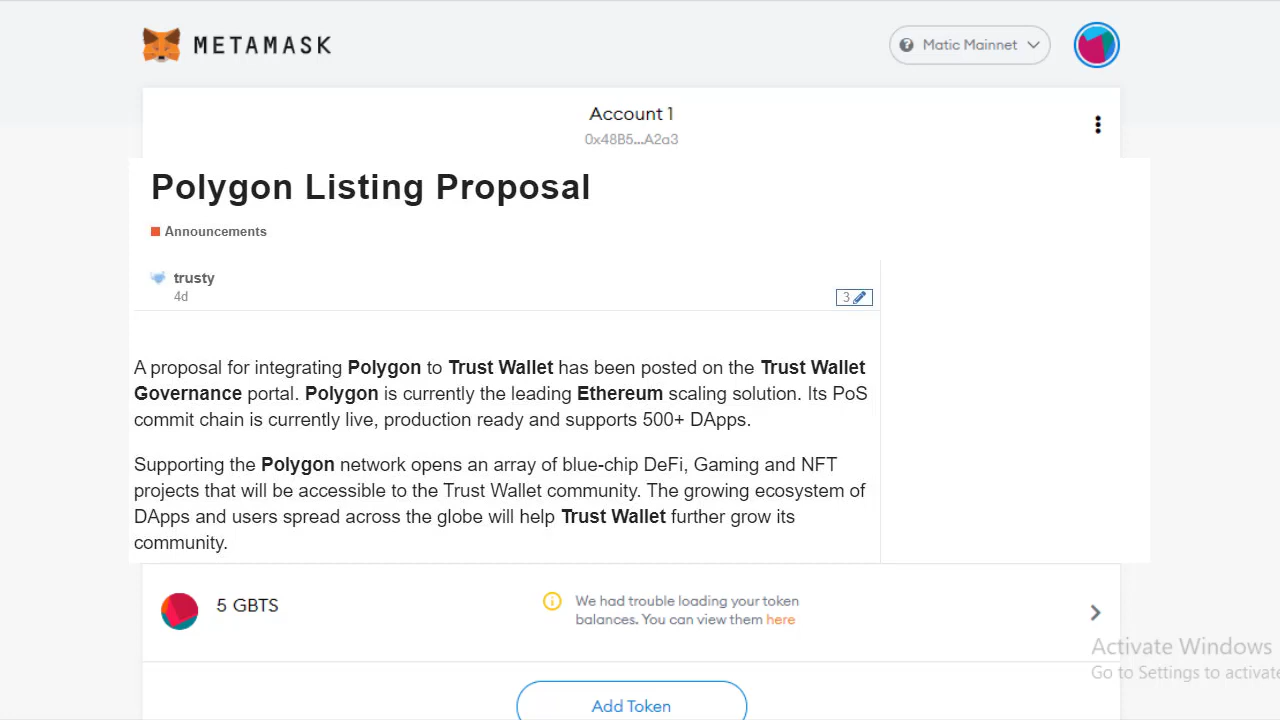 METAMASK
Matic Mainnet
Account 1
0x48B5...A2a3
Polygon Listing Proposal
Announcements
trusty
4d
3
A proposal for integrating Polygon to Trust Wallet has been posted on the Trust Wallet
Governance portal. Polygon is currently the leading Ethereum scaling solution. Its PoS
commit chain is currently live, production ready and supports 500+ DApps.
Supporting the Polygon network opens an array of blue-chip DeFi, Gaming and NFT
projects that will be accessible to the Trust Wallet community. The growing ecosystem of
DApps and users spread across the globe will help Trust Wallet further grow its
community.
5 GBTS
We had trouble loading your token
balances. You can view them here
Activate Windows
Go to Settings to activate
Add Token